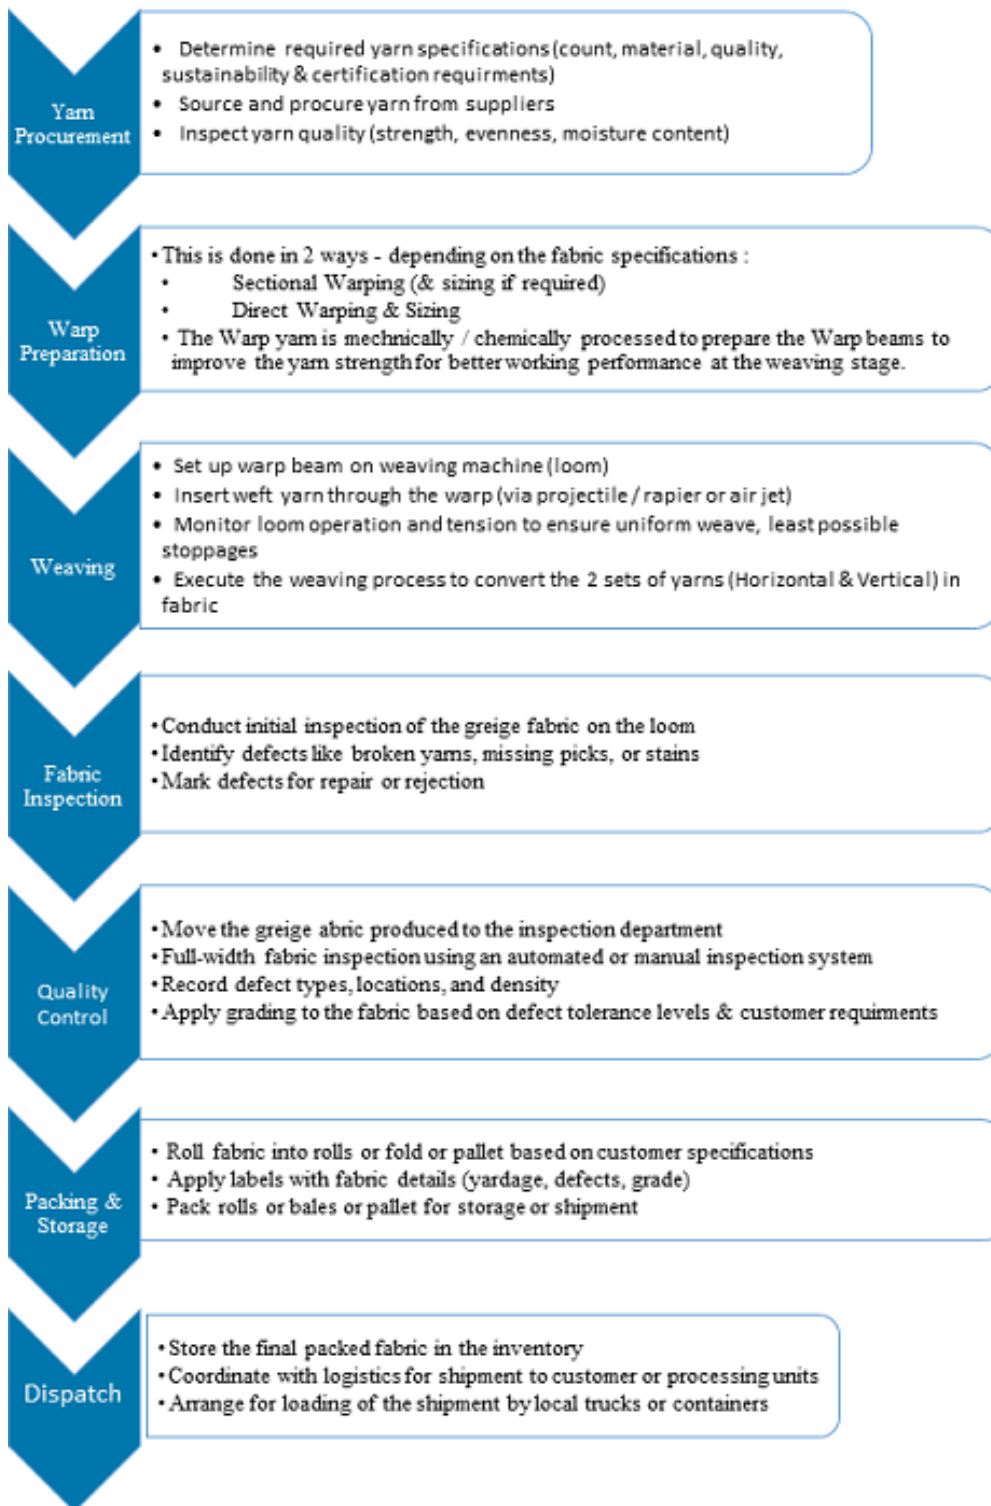 Yarn
Procurement
• Determine required yarn specifications (count, material, quality,
sustainability & certification requirments)
• Source and procure yarn from suppliers
• Inspect yarn quality (strength, evenness, moisture content)
Warp
Preparation
• This is done in 2 ways - depending on the fabric specifications :
• Sectional Warping (& sizing if required)
• Direct Warping & Sizing
• The Warp yarn is mechnically / chemically processed to prepare the Warp beams to
improve the yarn strength for better working performance at the weaving stage.
Weaving
• Set up warp beam on weaving machine (loom)
• Insert weft yarn through the warp (via projectile / rapier or air jet)
• Monitor loom operation and tension to ensure uniform weave, least possible
stoppages
• Execute the weaving process to convert the 2 sets of yarns (Horizontal & Vertical) in
fabric
Fabric
Inspection
• Conduct initial inspection of the greige fabric on the loom
• Identify defects like broken yarns, missing picks, or stains
• Mark defects for repair or rejection
Quality
Control
• Move the greige abric produced to the inspection department
• Full-width fabric inspection using an automated or manual inspection system
• Record defect types, locations, and density
• Apply grading to the fabric based on defect tolerance levels & customer requirments
Packing &
Storage
• Roll fabric into rolls or fold or pallet based on customer specifications
• Apply labels with fabric details (yardage, defects, grade)
• Pack rolls or bales or pallet for storage or shipment
Dispatch
• Store the final packed fabric in the inventory
• Coordinate with logistics for shipment to customer or processing units
• Arrange for loading of the shipment by local trucks or containers